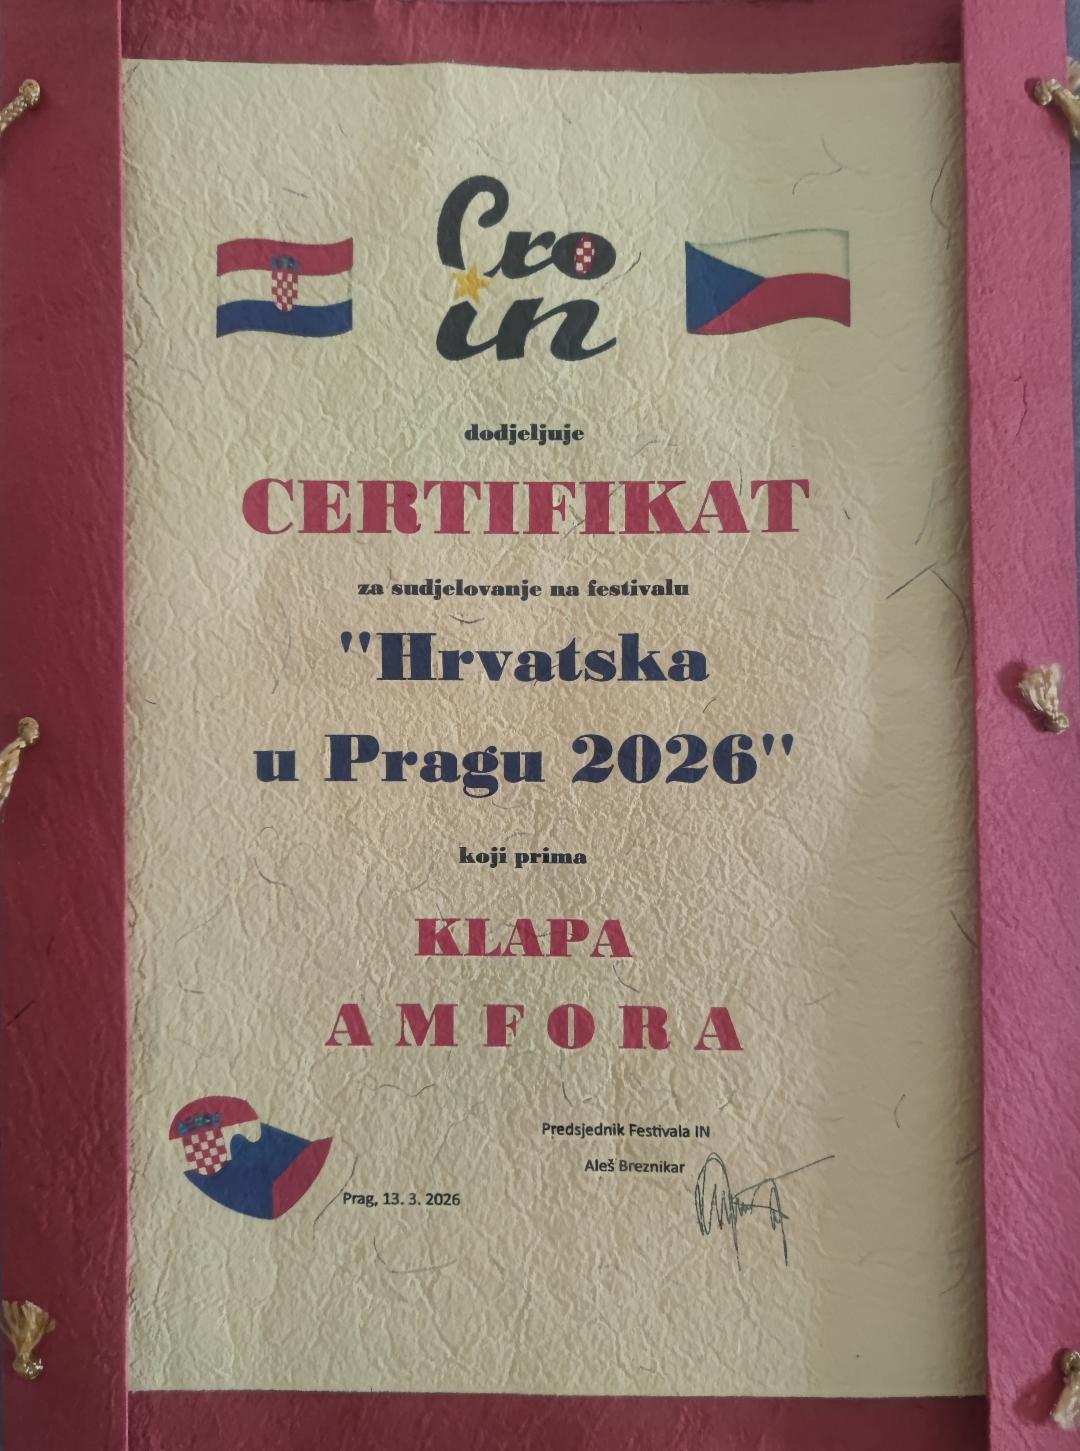 Cro
in
dodjeljuje
CERTIFIKAT
za sudjelovanje na festivalu
"Hrvatska
u Pragu 2026"
koji prima
KLAPA
AMFORA
Predsjednik Festivala IN
Aleš Breznikar
Prag, 13. 3. 2026